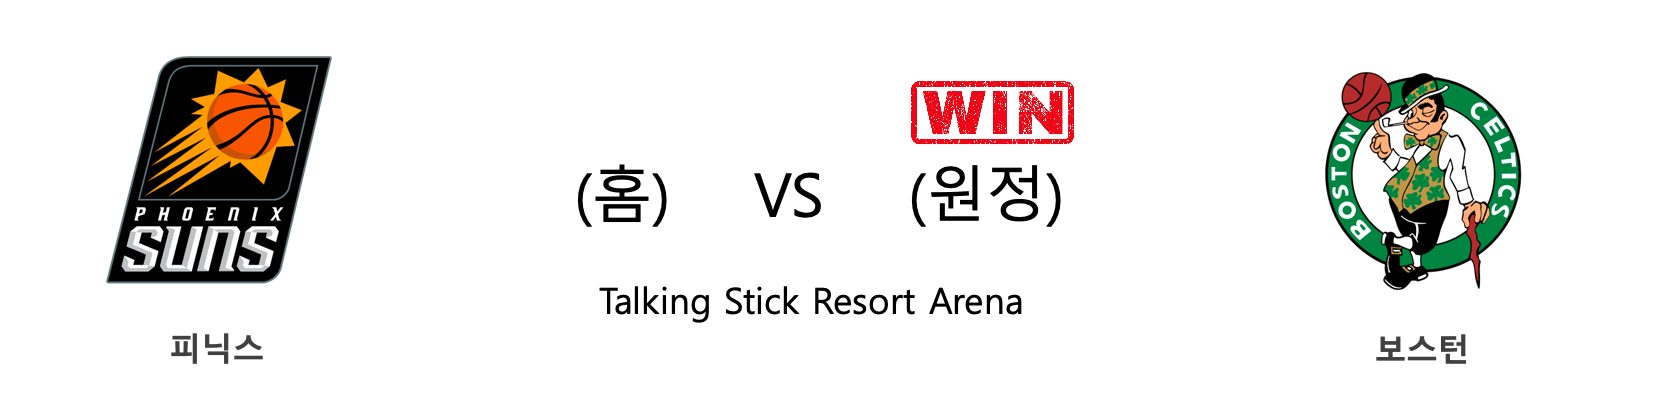 PHOENIX
SUNS
피닉스
WIN
(홈) VS (원정)
Talking Stick Resort Arena
BOSTON CELTICS
보스턴